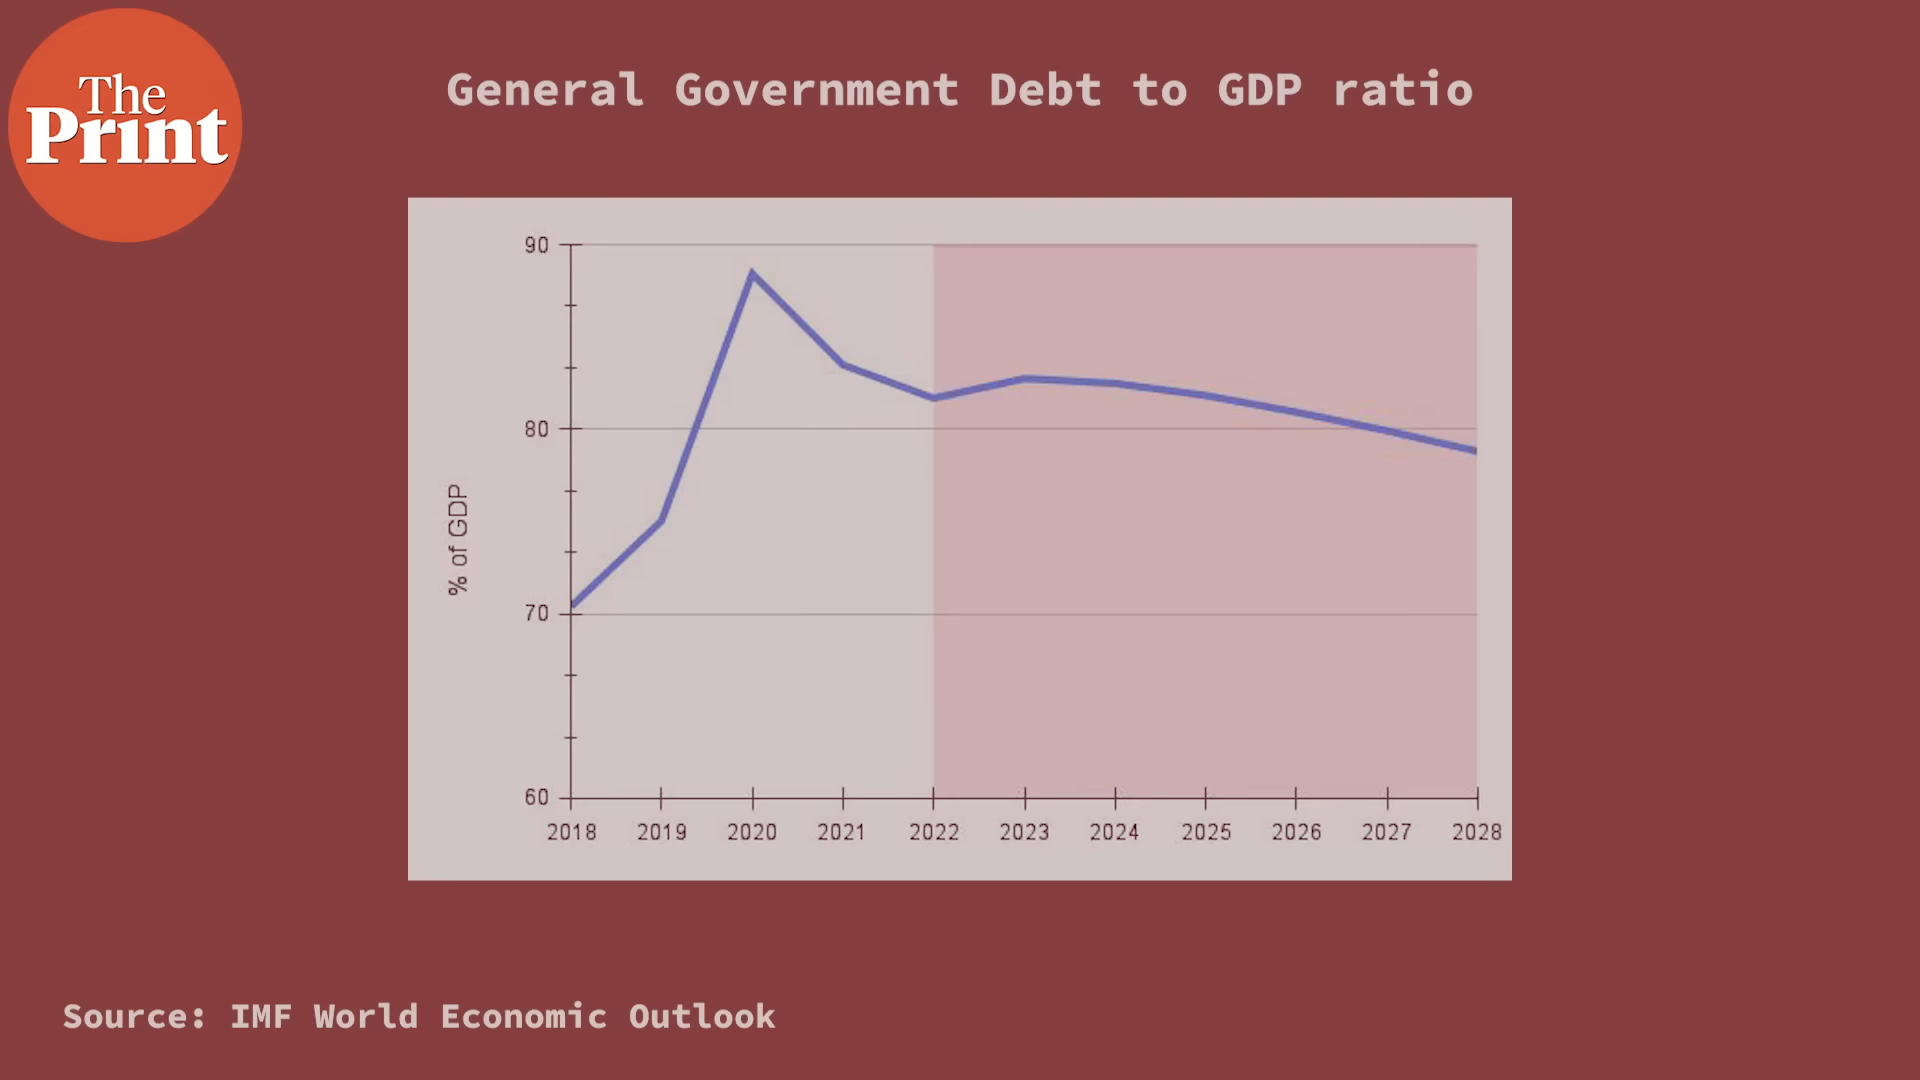 The
Print
General Government Debt to GDP ratio
90
80
70
60
% of GDP
2018 2019 2020 2021 2022 2023 2024 2025 2026 2027 2028
Source: IMF World Economic Outlook